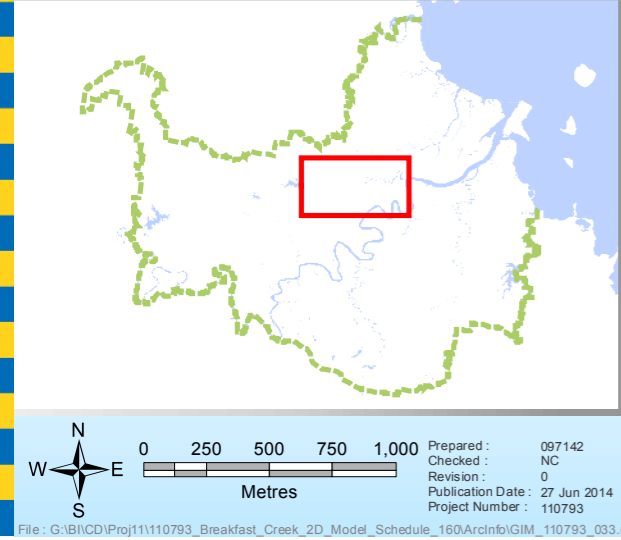 N
W E
S
0 250 500 750 1,000
Metres
Prepared : 097142
Checked : NC
Revision : 0
Publication Date : 27 Jun 2014
Project Number : 110793
File : G:\BI\CD\Proj11\110793_Breakfast_Creek_2D_Model_Schedule_160\ArcInfo\GIM_110793_033.